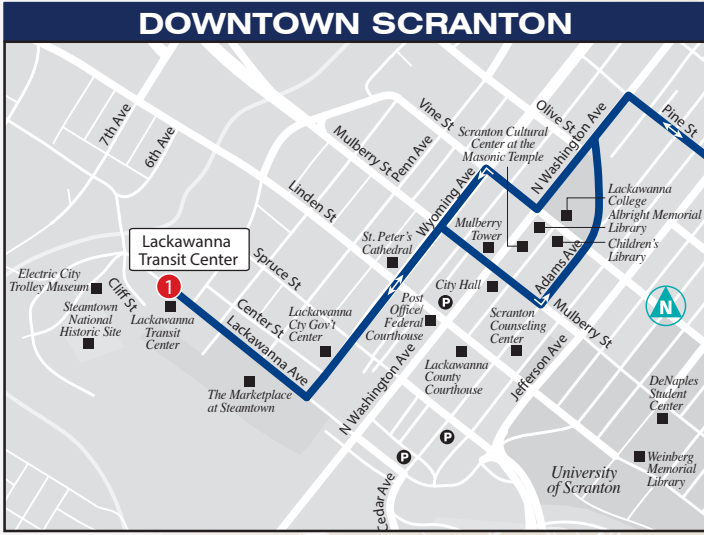 DOWNTOWN SCRANTON
7th Ave
6th Ave
Vine St
Mulberry St
Penn Ave
Olive St
N Washington Ave
Pine St
Scranton Cultural
Center at the
Masonic Temple
Linden St
Wyoming Ave
Lackawanna
College
Albright Memorial
Library
Children's
Library
Lackawanna
Transit Center
1
St. Peter's
Cathedral
Mulberry
Tower
Spruce St
Adams Ave
Electric City
Trolley Museum
Cliff St
Steamtown
National
Historic Site
Lackawanna
Transit
Center
Center St
Lackawanna Ave
Lackawanna
Cty Gov't
Center
City Hall
P
Post
Office/
Federal
Courthouse
Scranton
Counseling
Center
Mulberry St
N
Lackawanna
County
Courthouse
Jefferson Ave
N Washington Ave
The Marketplace
at Steamtown
DeNaples
Student
Center
P
P
Weinberg
Memorial
Library
University
of Scranton
Cedar Ave